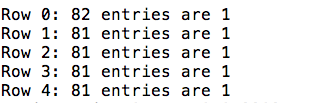 Row 0: 82 entries are 1
Row 1: 81 entries are 1
Row 2: 81 entries are 1
Row 3: 81 entries are 1
Row 4: 81 entries are 1